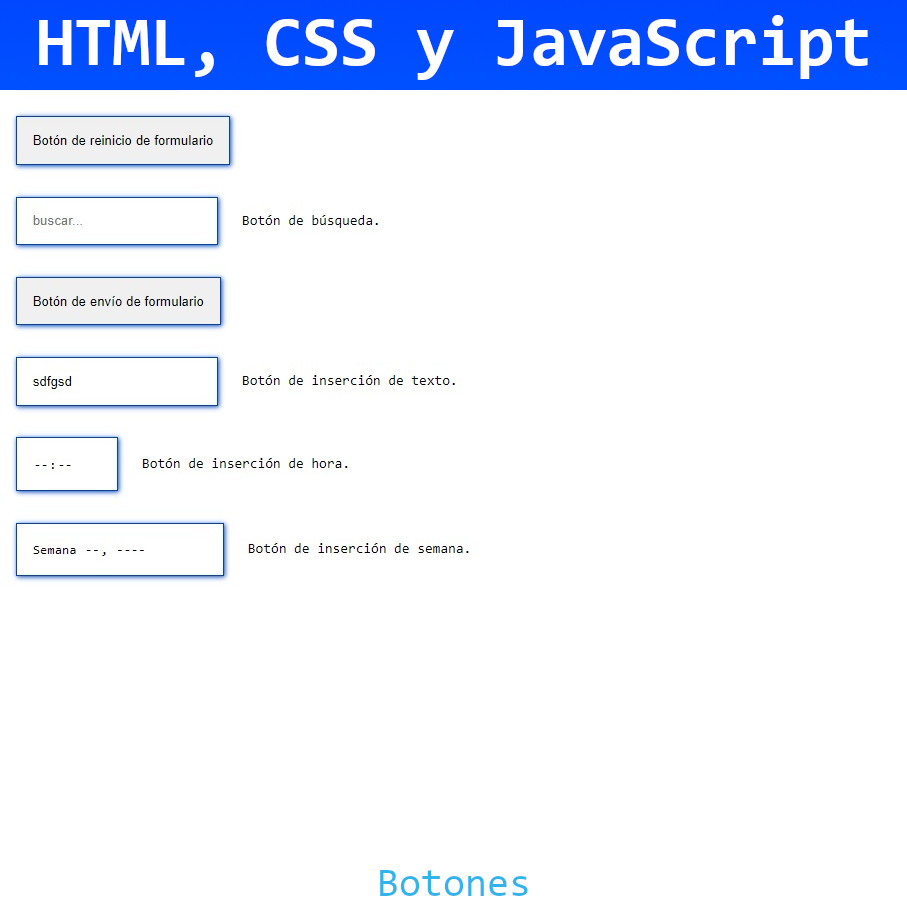 HTML, CSS y JavaScript
Botón de reinicio de formulario
buscar... Botón de búsqueda.
Botón de envío de formulario
sdfgsd Botón de inserción de texto.
--:-- Botón de inserción de hora.
Semana --, ---- Botón de inserción de semana.
Botones